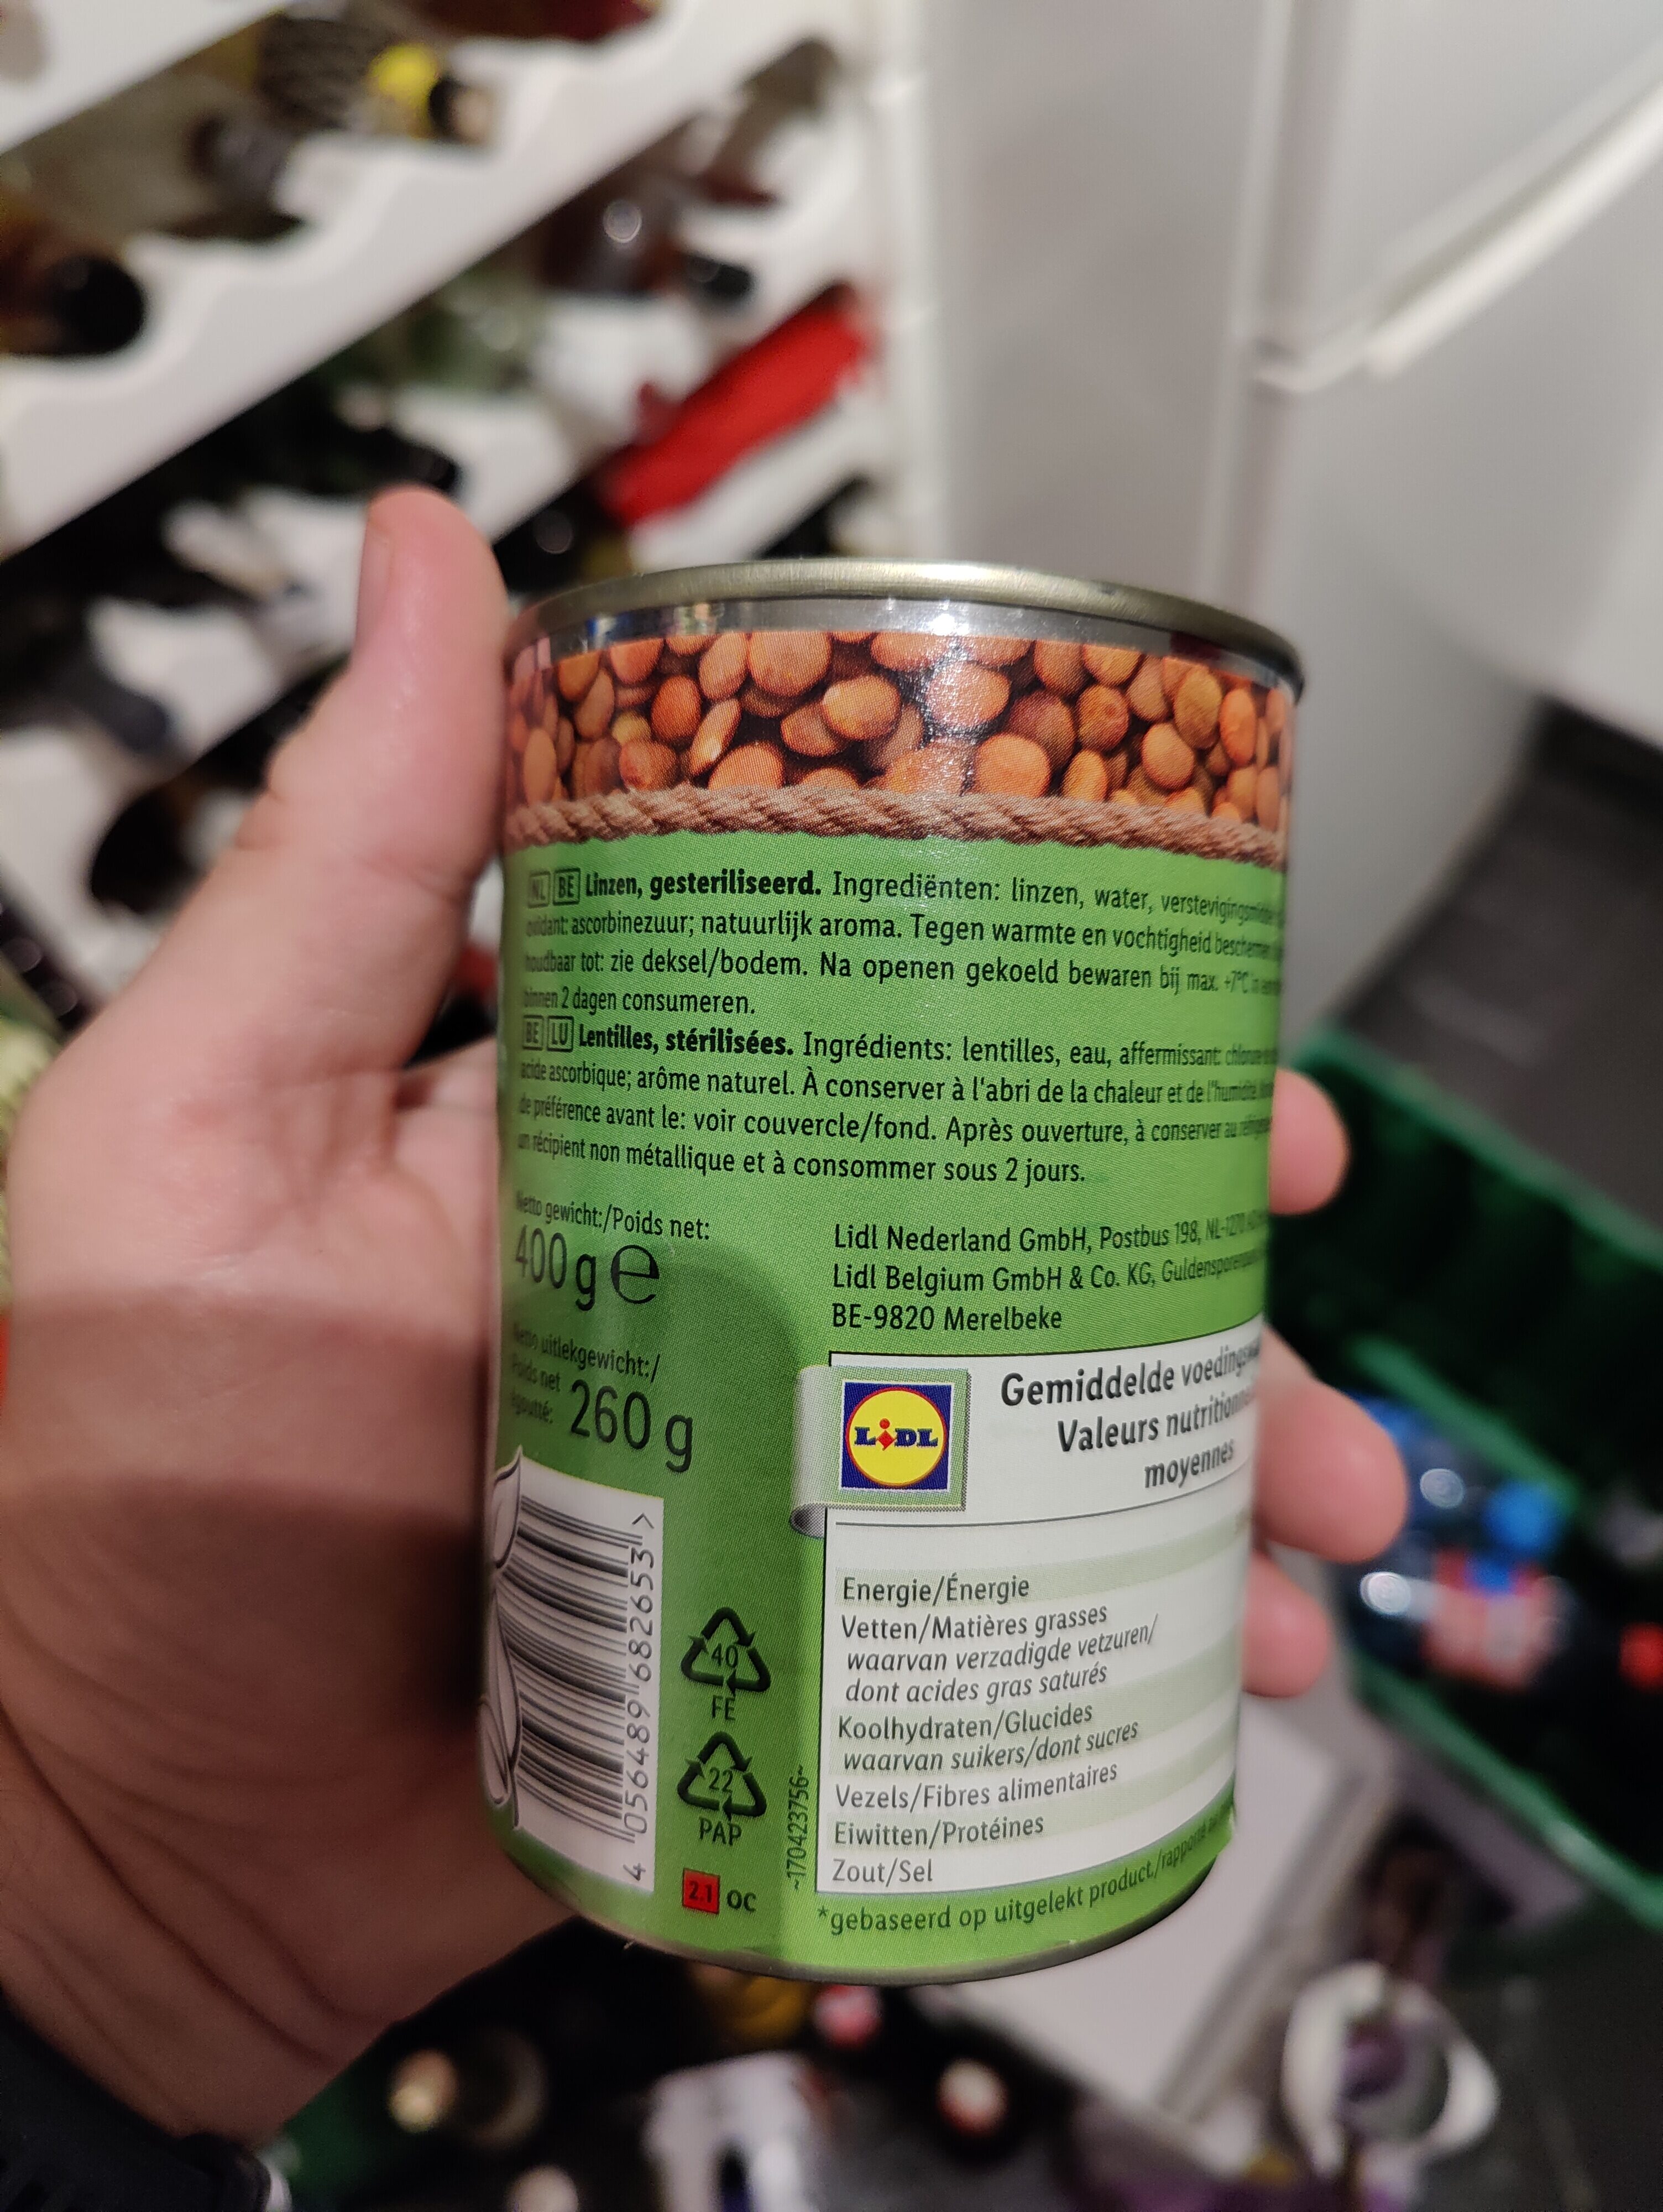 NL BE Linzen, gesteriliseerd. Ingrediënten: linzen, water, verstevigingsmiddel
oxidant: ascorbinezuur; natuurlijk aroma. Tegen warmte en vochtigheid beschermen.
houdbaar tot: zie deksel/bodem. Na openen gekoeld bewaren bij max. +7°C in
binnen 2 dagen consumeren.
BE LU Lentilles, stérilisées. Ingrédients: lentilles, eau, affermissant: chlorure
acide ascorbique; arôme naturel. À conserver à l'abri de la chaleur et de l'humidité.
de préférence avant le: voir couvercle/fond. Après ouverture, à conserver au
un récipient non métallique et à consommer sous 2 jours.
Netto gewicht:/Poids net:
400 g e
Netto uitlekgewicht:/
Poids net
égoutté: 260 g
Lidl Nederland GmbH, Postbus 198, NL-1270
Lidl Belgium GmbH & Co. KG,
BE-9820 Merelbeke
LIDL
Gemiddelde
Valeurs
moyennes
Energie/Énergie
Vetten/Matières grasses
waarvan verzadigde vetzuren/
dont acides gras saturés
Koolhydraten/Glucides
waarvan suikers/dont sucres
Vezels/Fibres alimentaires
Eiwitten/Protéines
Zout/Sel
*gebaseerd op uitgelekt product./rapporté
4 056489 682653 >
40
FE
22
PAP
2.1 OC
~170423756~